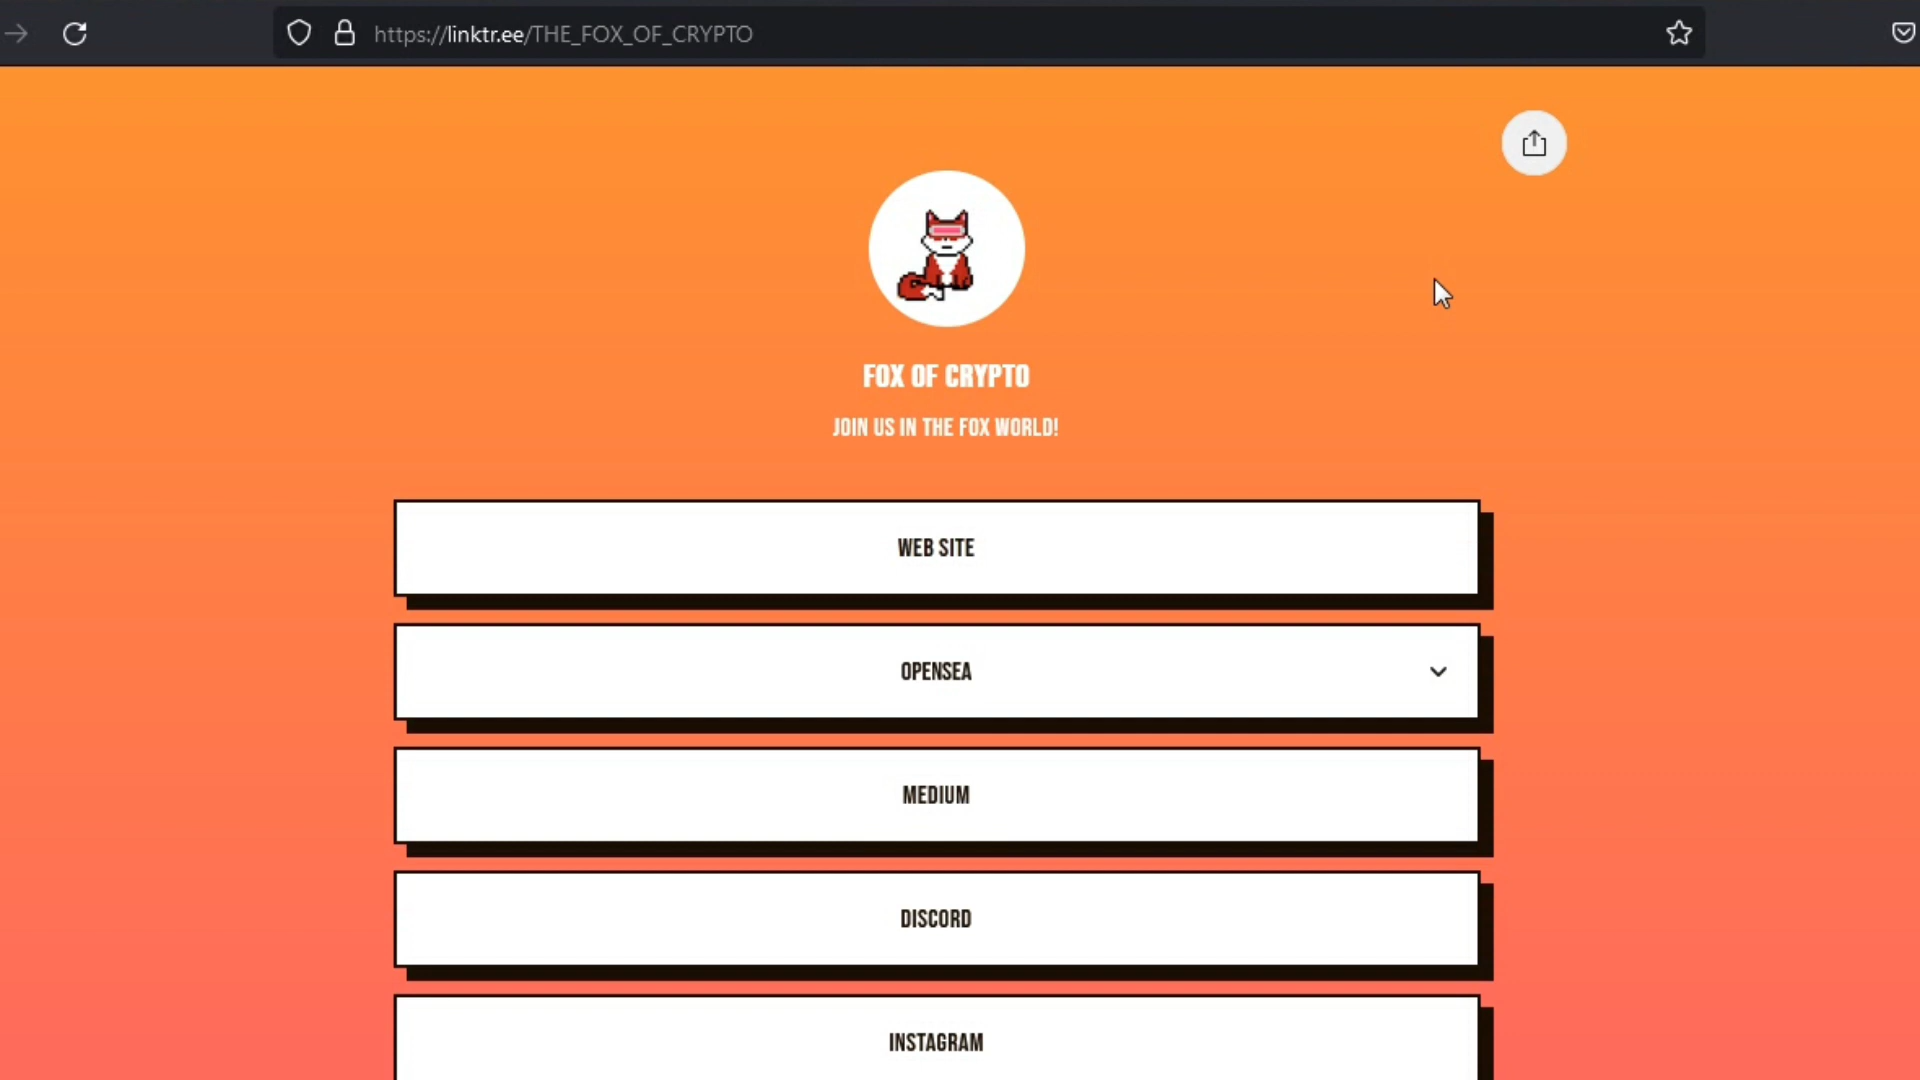 https://linktr.ee/THE_FOX_OF_CRYPTO
FOX OF CRYPTO
JOIN US IN THE FOX WORLD!
WEB SITE
OPENSEA
MEDIUM
DISCORD
INSTAGRAM